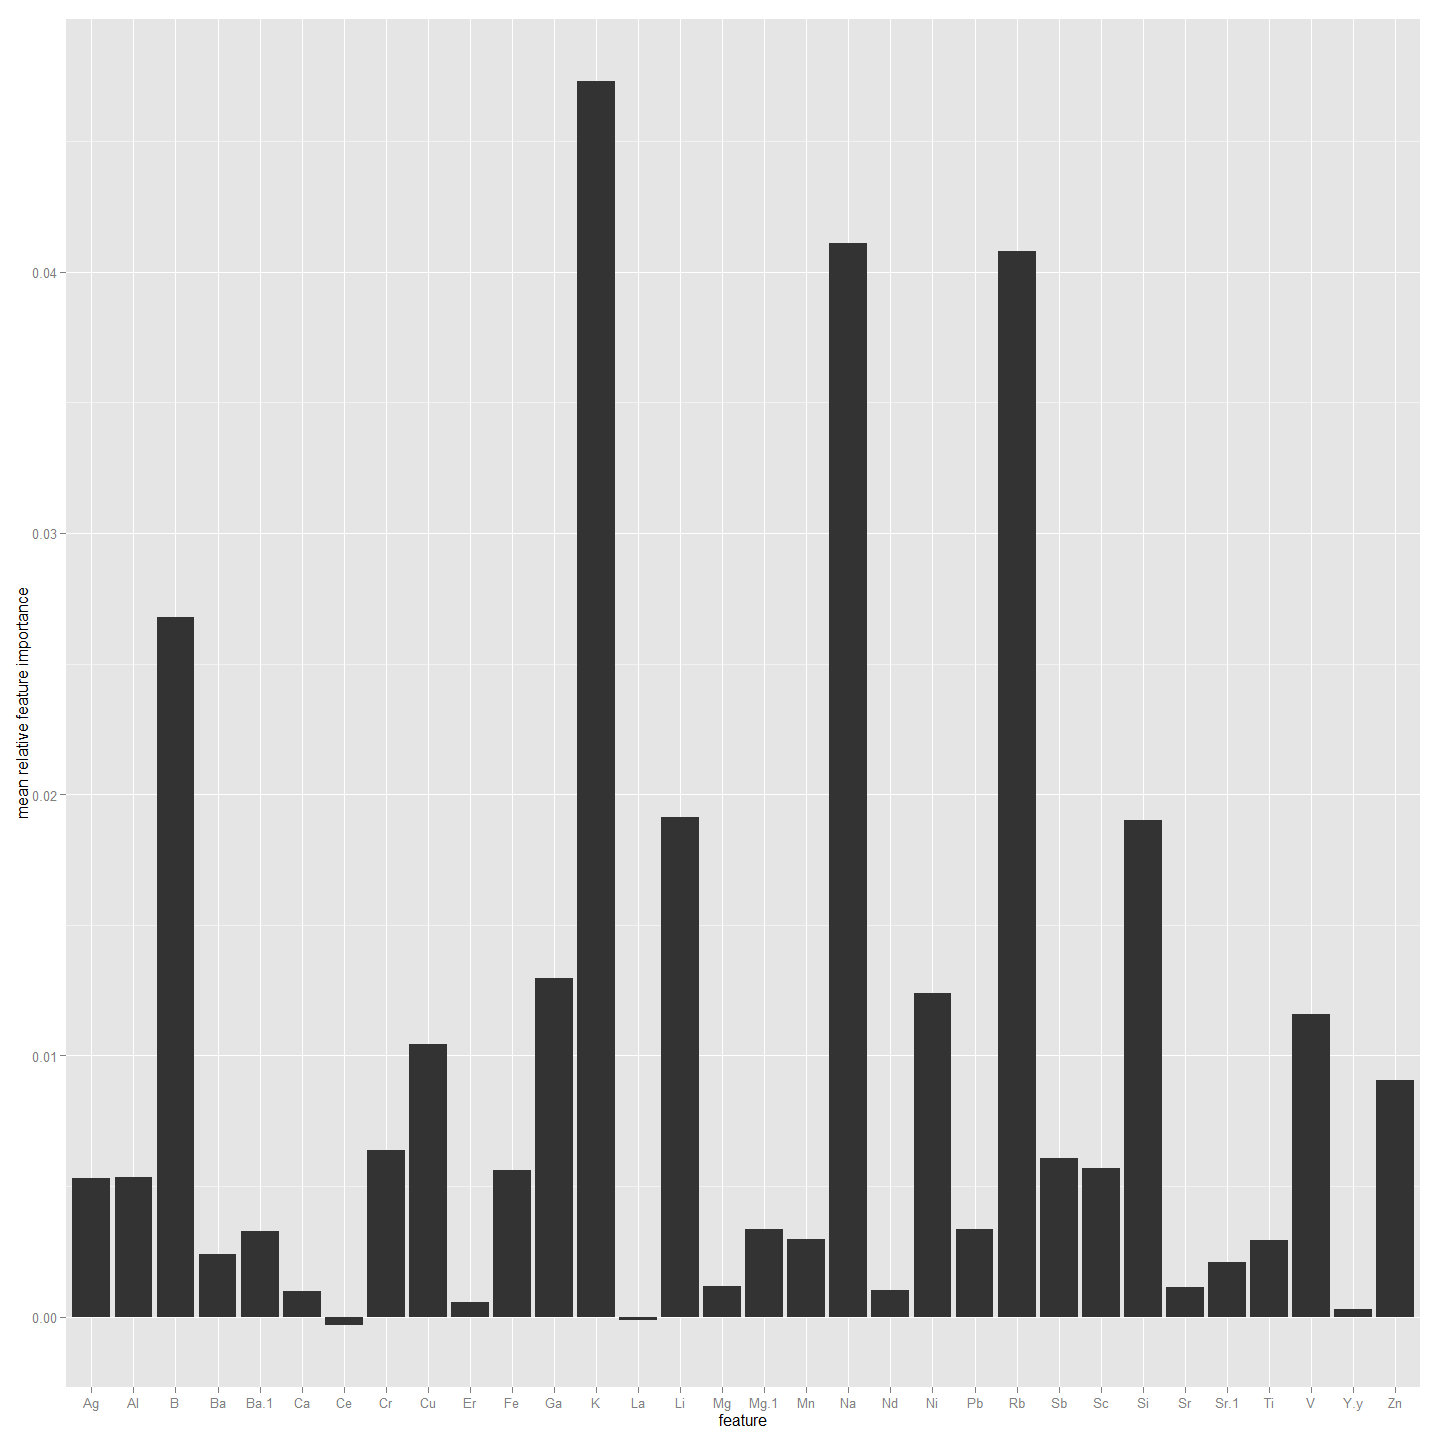 mean relative feature importance
0.04
0.03
0.02
0.01
0.00
Ag Al B Ba Ba.1 Ca Ce Cr Cu Er Fe Ga K La Li Mg Mg.1 Mn Na Nd Ni Pb Rb Sb Sc Si Sr Sr.1 Ti V Y.y Zn
feature